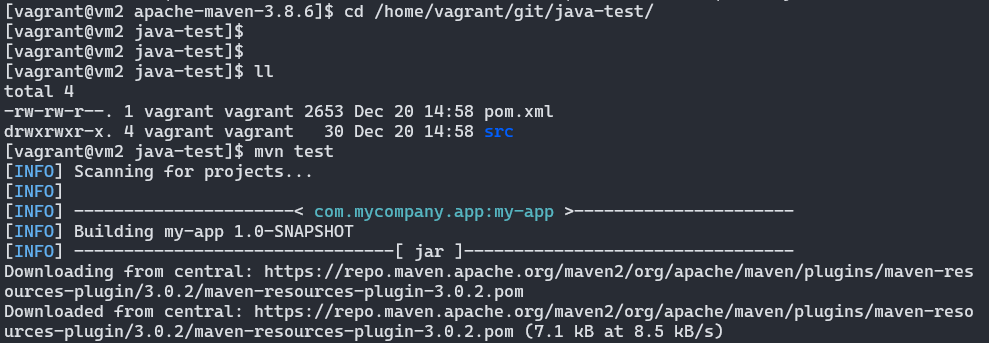 [vagrant@vm2 apache-maven-3.8.6]$ cd /home/vagrant/git/java-test/
[vagrant@vm2 java-test]$
[vagrant@vm2 java-test]$
[vagrant@vm2 java-test]$ ll
total 4
-rw-rw-r--. 1 vagrant vagrant 2653 Dec 20 14:58 pom.xml
drwxrwxr-x. 4 vagrant vagrant   30 Dec 20 14:58 src
[vagrant@vm2 java-test]$ mvn test
[INFO] Scanning for projects...
[INFO]
[INFO] ----------------------< com.mycompany.app:my-app >----------------------
[INFO] Building my-app 1.0-SNAPSHOT
[INFO] --------------------------------[ jar ]---------------------------------
Downloading from central: https://repo.maven.apache.org/maven2/org/apache/maven/plugins/maven-res
ources-plugin/3.0.2/maven-resources-plugin-3.0.2.pom
Downloaded from central: https://repo.maven.apache.org/maven2/org/apache/maven/plugins/maven-reso
urces-plugin/3.0.2/maven-resources-plugin-3.0.2.pom (7.1 kB at 8.5 kB/s)